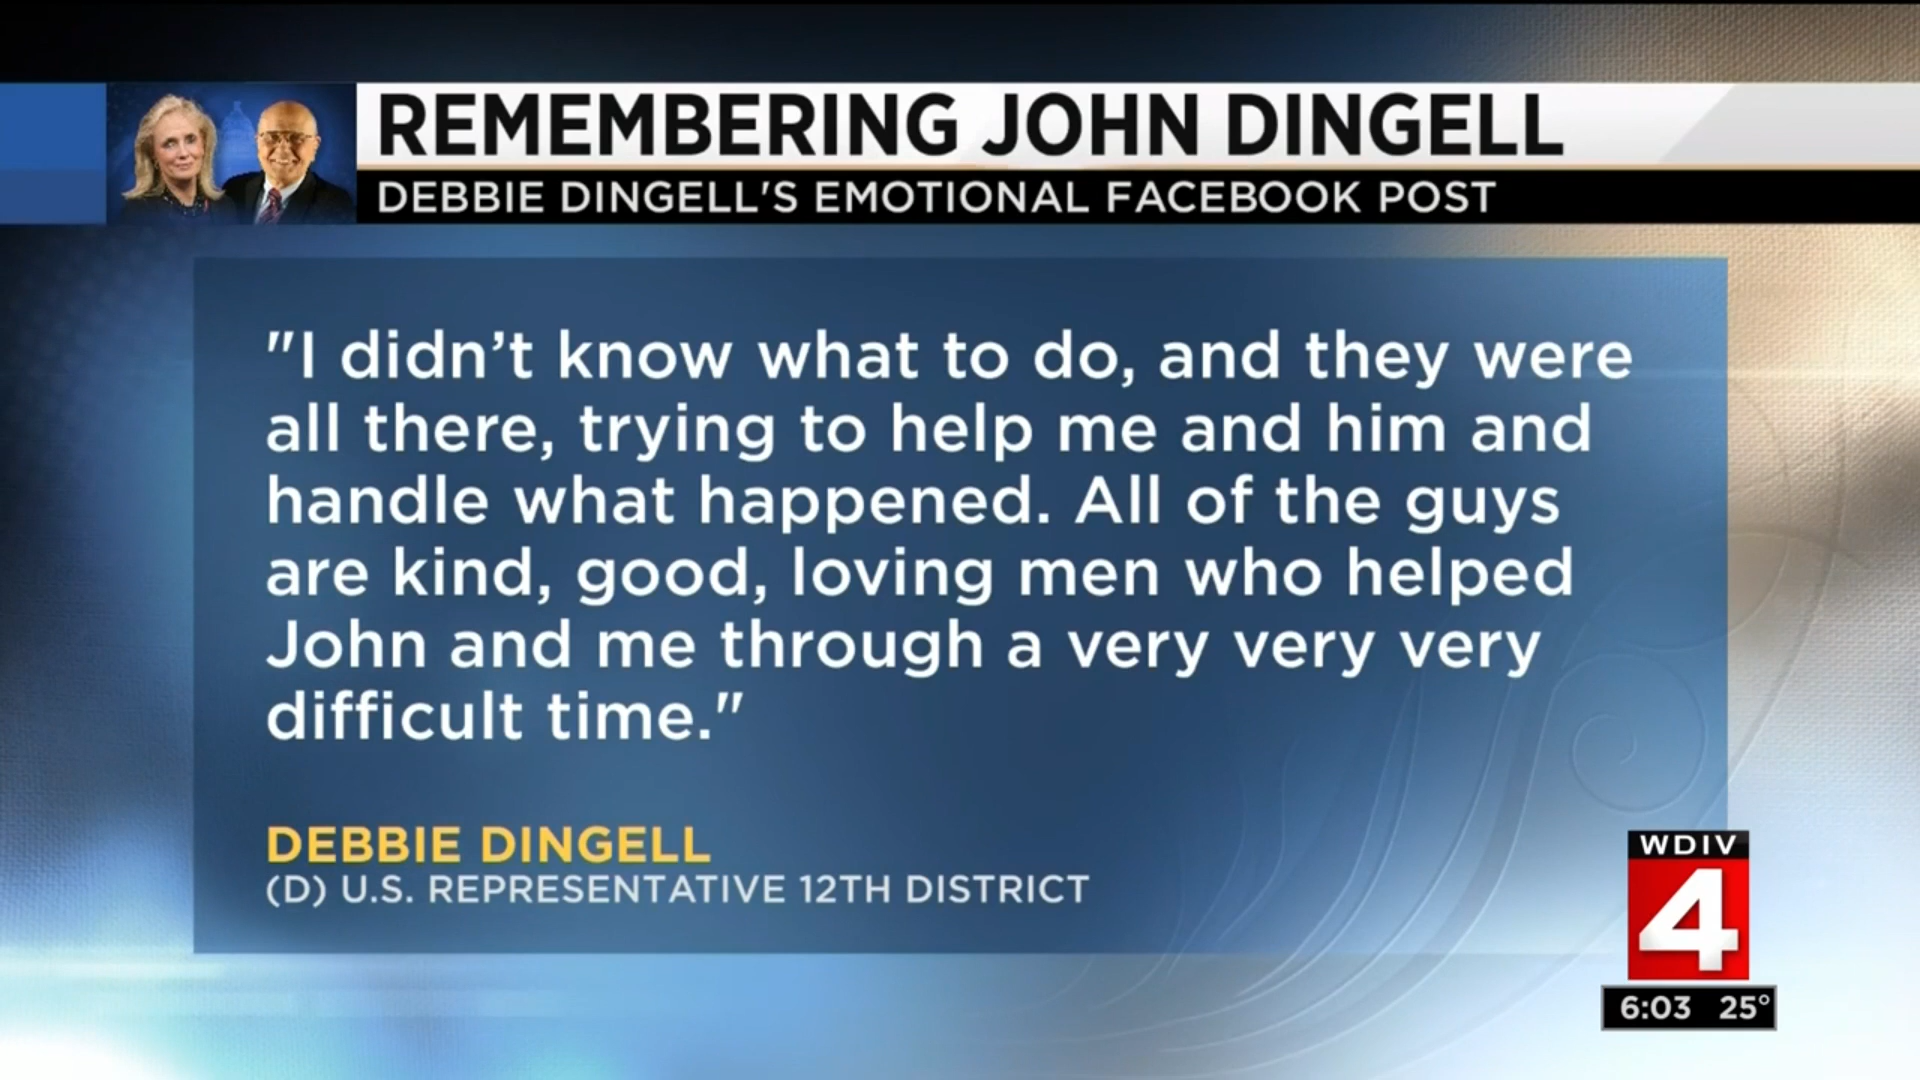 REMEMBERING JOHN DINGELL
DEBBIE DINGELL'S EMOTIONAL FACEBOOK POST
"I didn’t know what to do, and they were
all there, trying to help me and him and
handle what happened. All of the guys
are kind, good, loving men who helped
John and me through a very very very
difficult time."
DEBBIE DINGELL
(D) U.S. REPRESENTATIVE 12TH DISTRICT
WDIV
4
6:03 25°